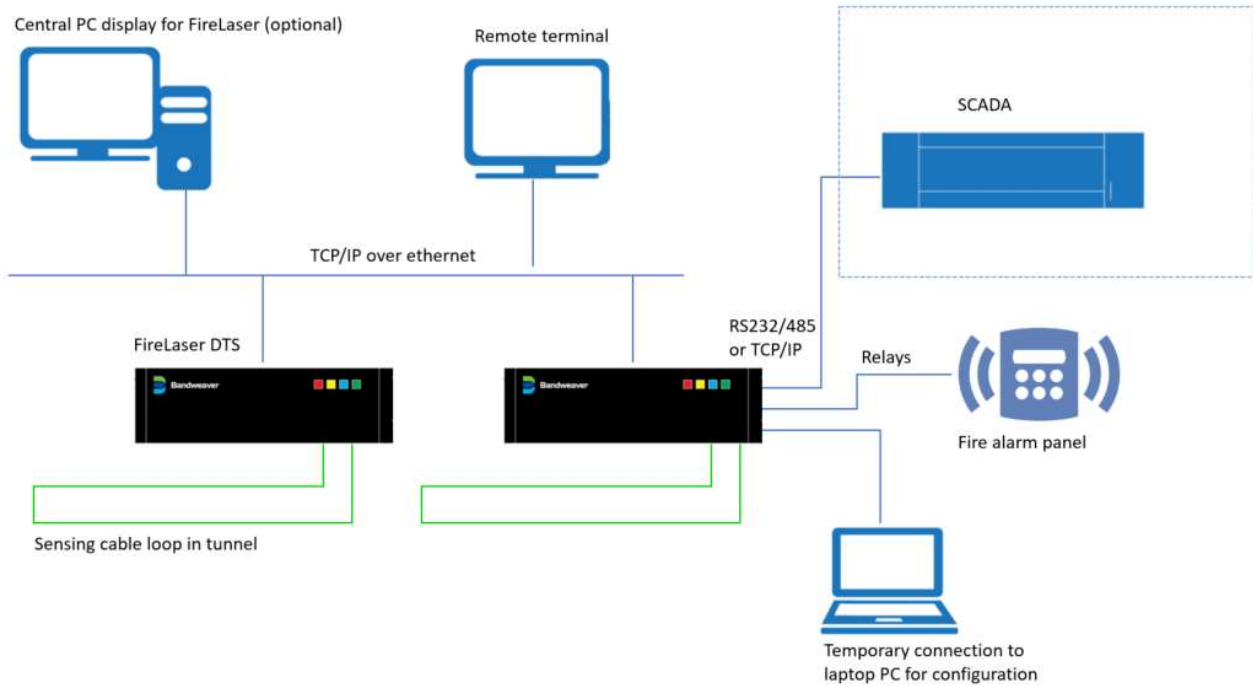 Central PC display for FireLaser (optional)
Remote terminal
SCADA
TCP/IP over ethernet
RS232/485
or TCP/IP
FireLaser DTS
Relays
Bandweaver
Bandweaver
Fire alarm panel
Sensing cable loop in tunnel
Temporary connection to
laptop PC for configuration